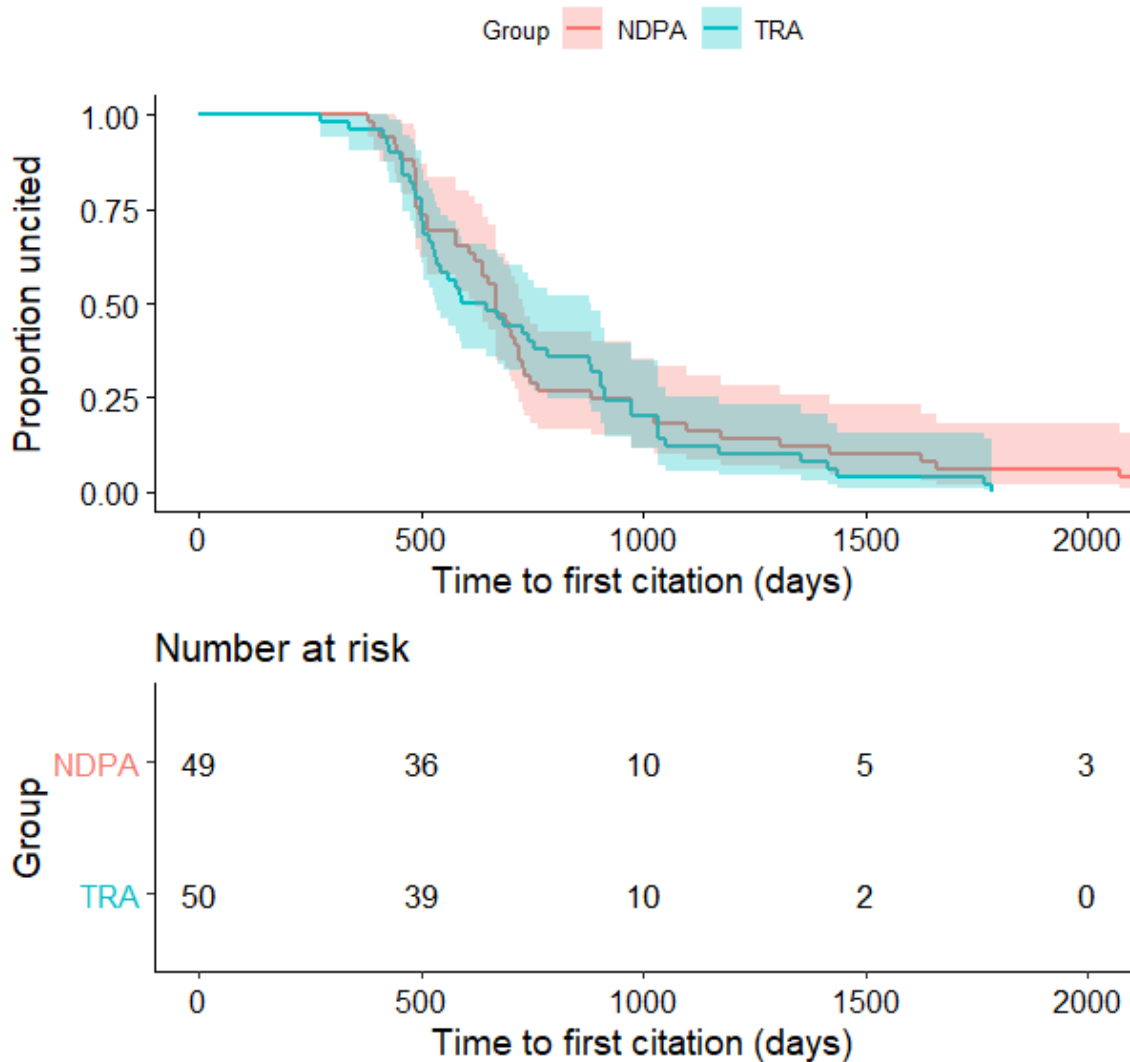 Group NDPA TRA
Proportion uncited
1.00
0.75
0.50
0.25
0.00
0 500 1000 1500 2000
Time to first citation (days)
Number at risk
Group
NDPA 49 36 10 5 3
TRA 50 39 10 2 0
0 500 1000 1500 2000
Time to first citation (days)